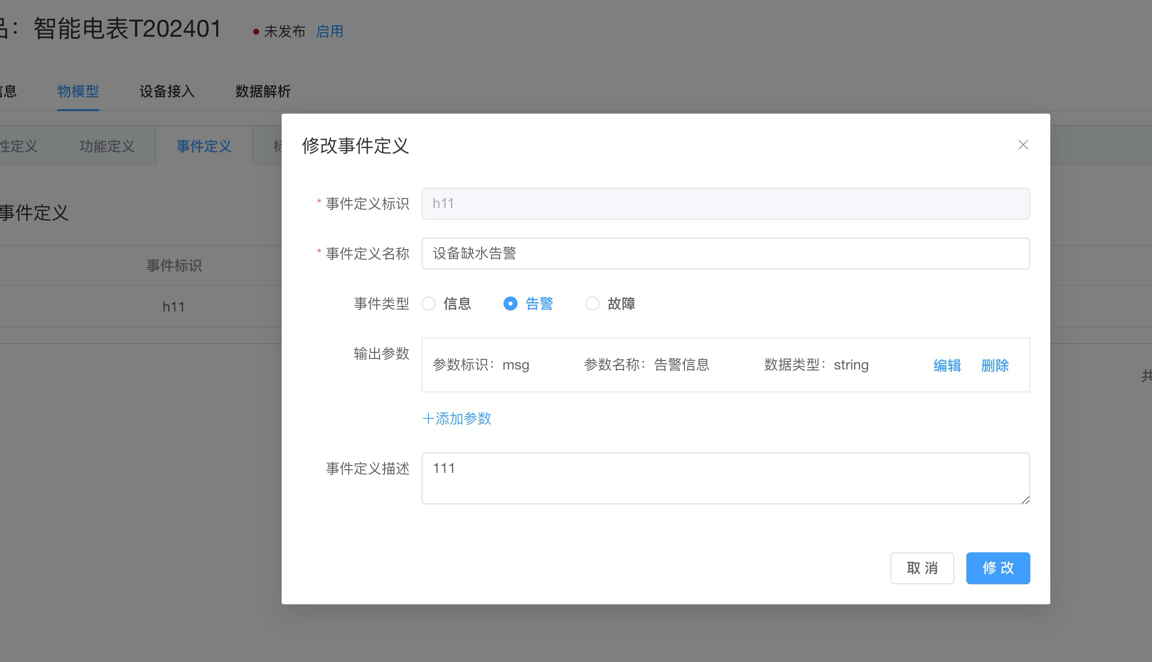 品：智能电表T202401 未发布 启用
信息 物模型 设备接入 数据解析
性定义 功能定义 事件定义 标
事件定义
事件标识
h11
共
修改事件定义
* 事件定义标识 h11
* 事件定义名称 设备缺水告警
事件类型 信息 告警 故障
输出参数 参数标识：msg 参数名称：告警信息 数据类型：string 编辑 删除
+添加参数
事件定义描述 111
取 消 修 改